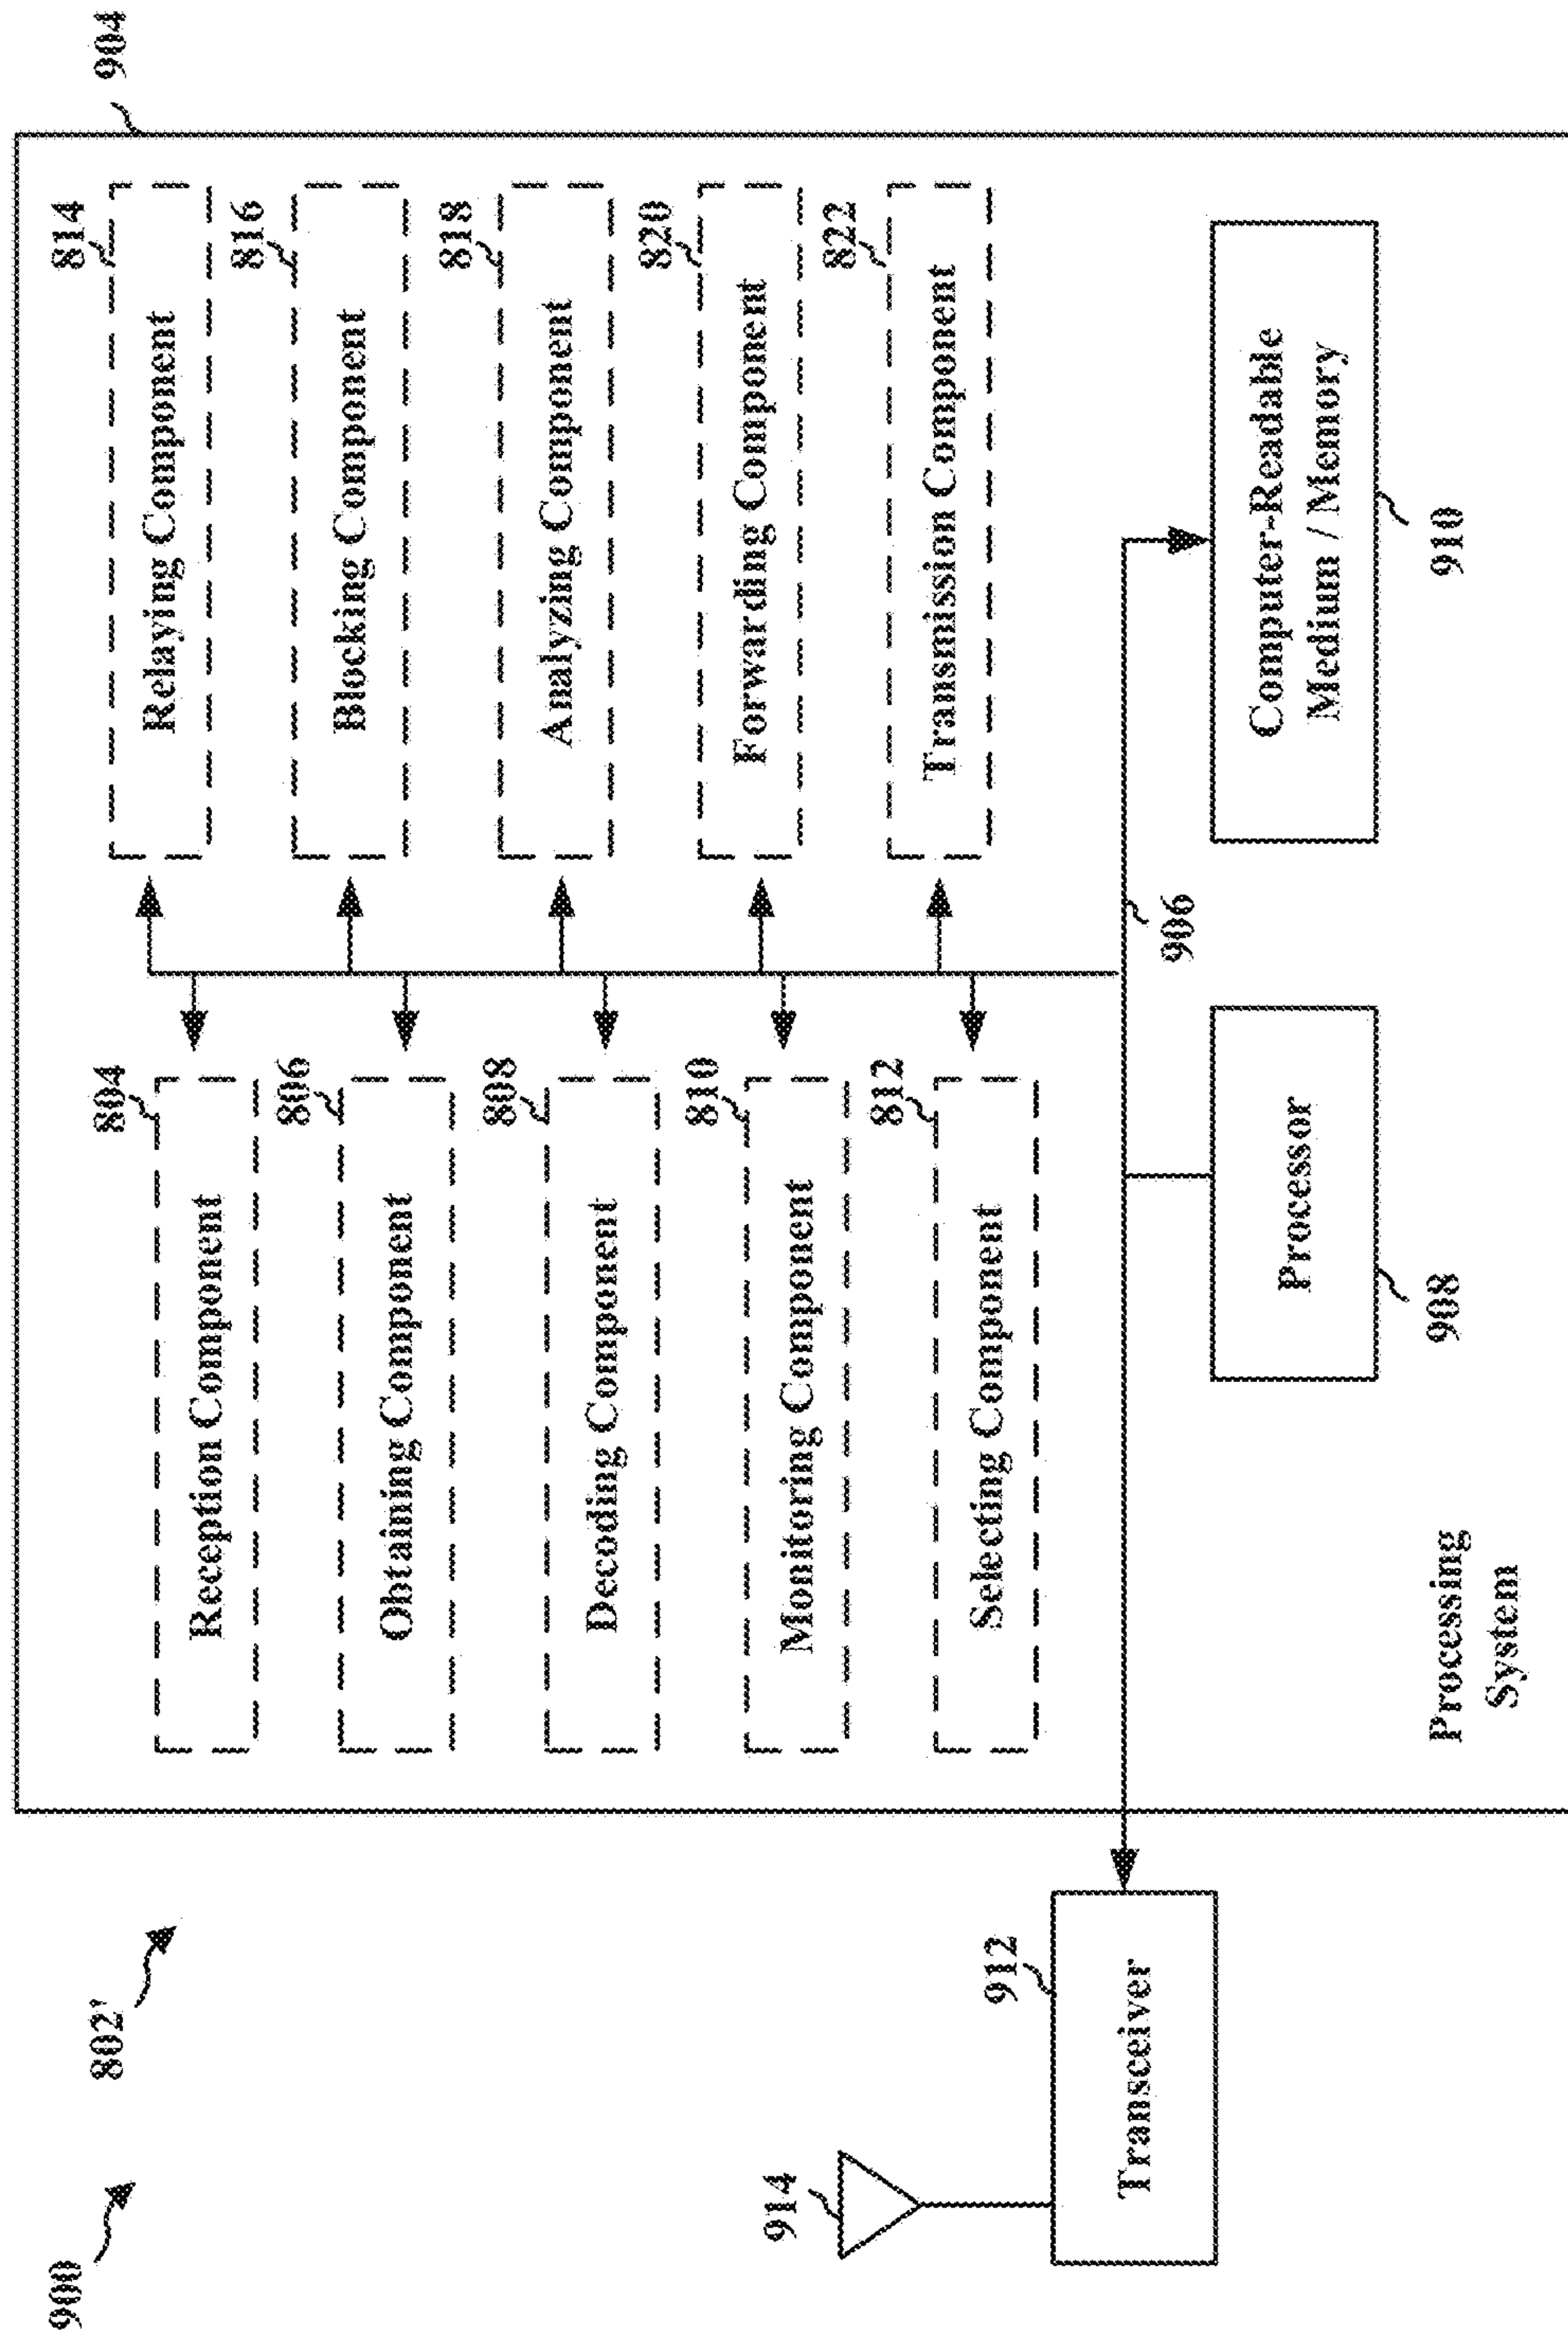 900
802'
904
804
Reception Component
814
Relaying Component
806
Obtaining Component
816
Blocking Component
808
Decoding Component
818
Analyzing Component
810
Monitoring Component
820
Forwarding Component
812
Selecting Component
822
Transmission Component
914
912
Transceiver
906
Processor
908
Computer-Readable
Medium / Memory
910
Processing
System